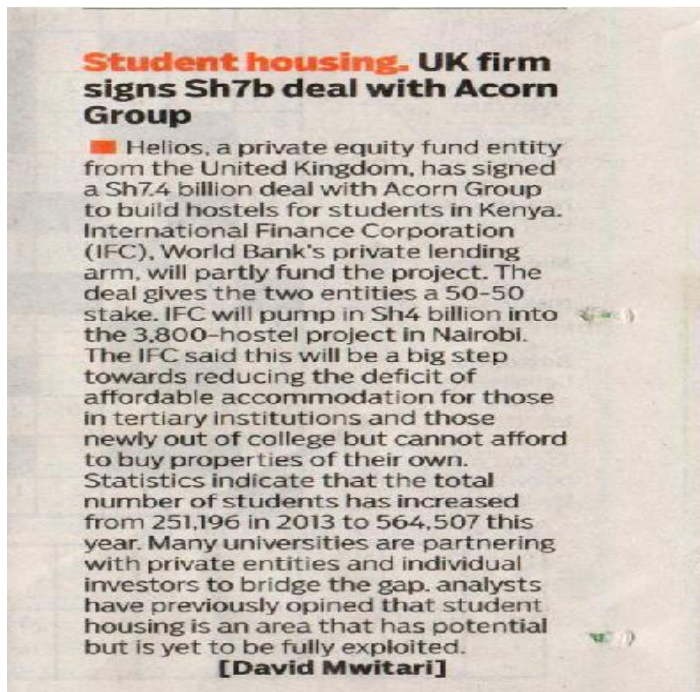 Student housing. UK firm
signs Sh7b deal with Acorn
Group
Helios, a private equity fund entity
from the United Kingdom, has signed
a Sh7.4 billion deal with Acorn Group
to build hostels for students in Kenya.
International Finance Corporation
(IFC), World Bank's private lending
arm, will partly fund the project. The
deal gives the two entities a 50-50
stake. IFC will pump in Sh4 billion into
the 3,800-hostel project in Nairobi.
The IFC said this will be a big step
towards reducing the deficit of
affordable accommodation for those
in tertiary institutions and those
newly out of college but cannot afford
to buy properties of their own.
Statistics indicate that the total
number of students has increased
from 251,196 in 2013 to 564,507 this
year. Many universities are partnering
with private entities and individual
investors to bridge the gap. analysts
have previously opined that student
housing is an area that has potential
but is yet to be fully exploited.
[David Mwitari]